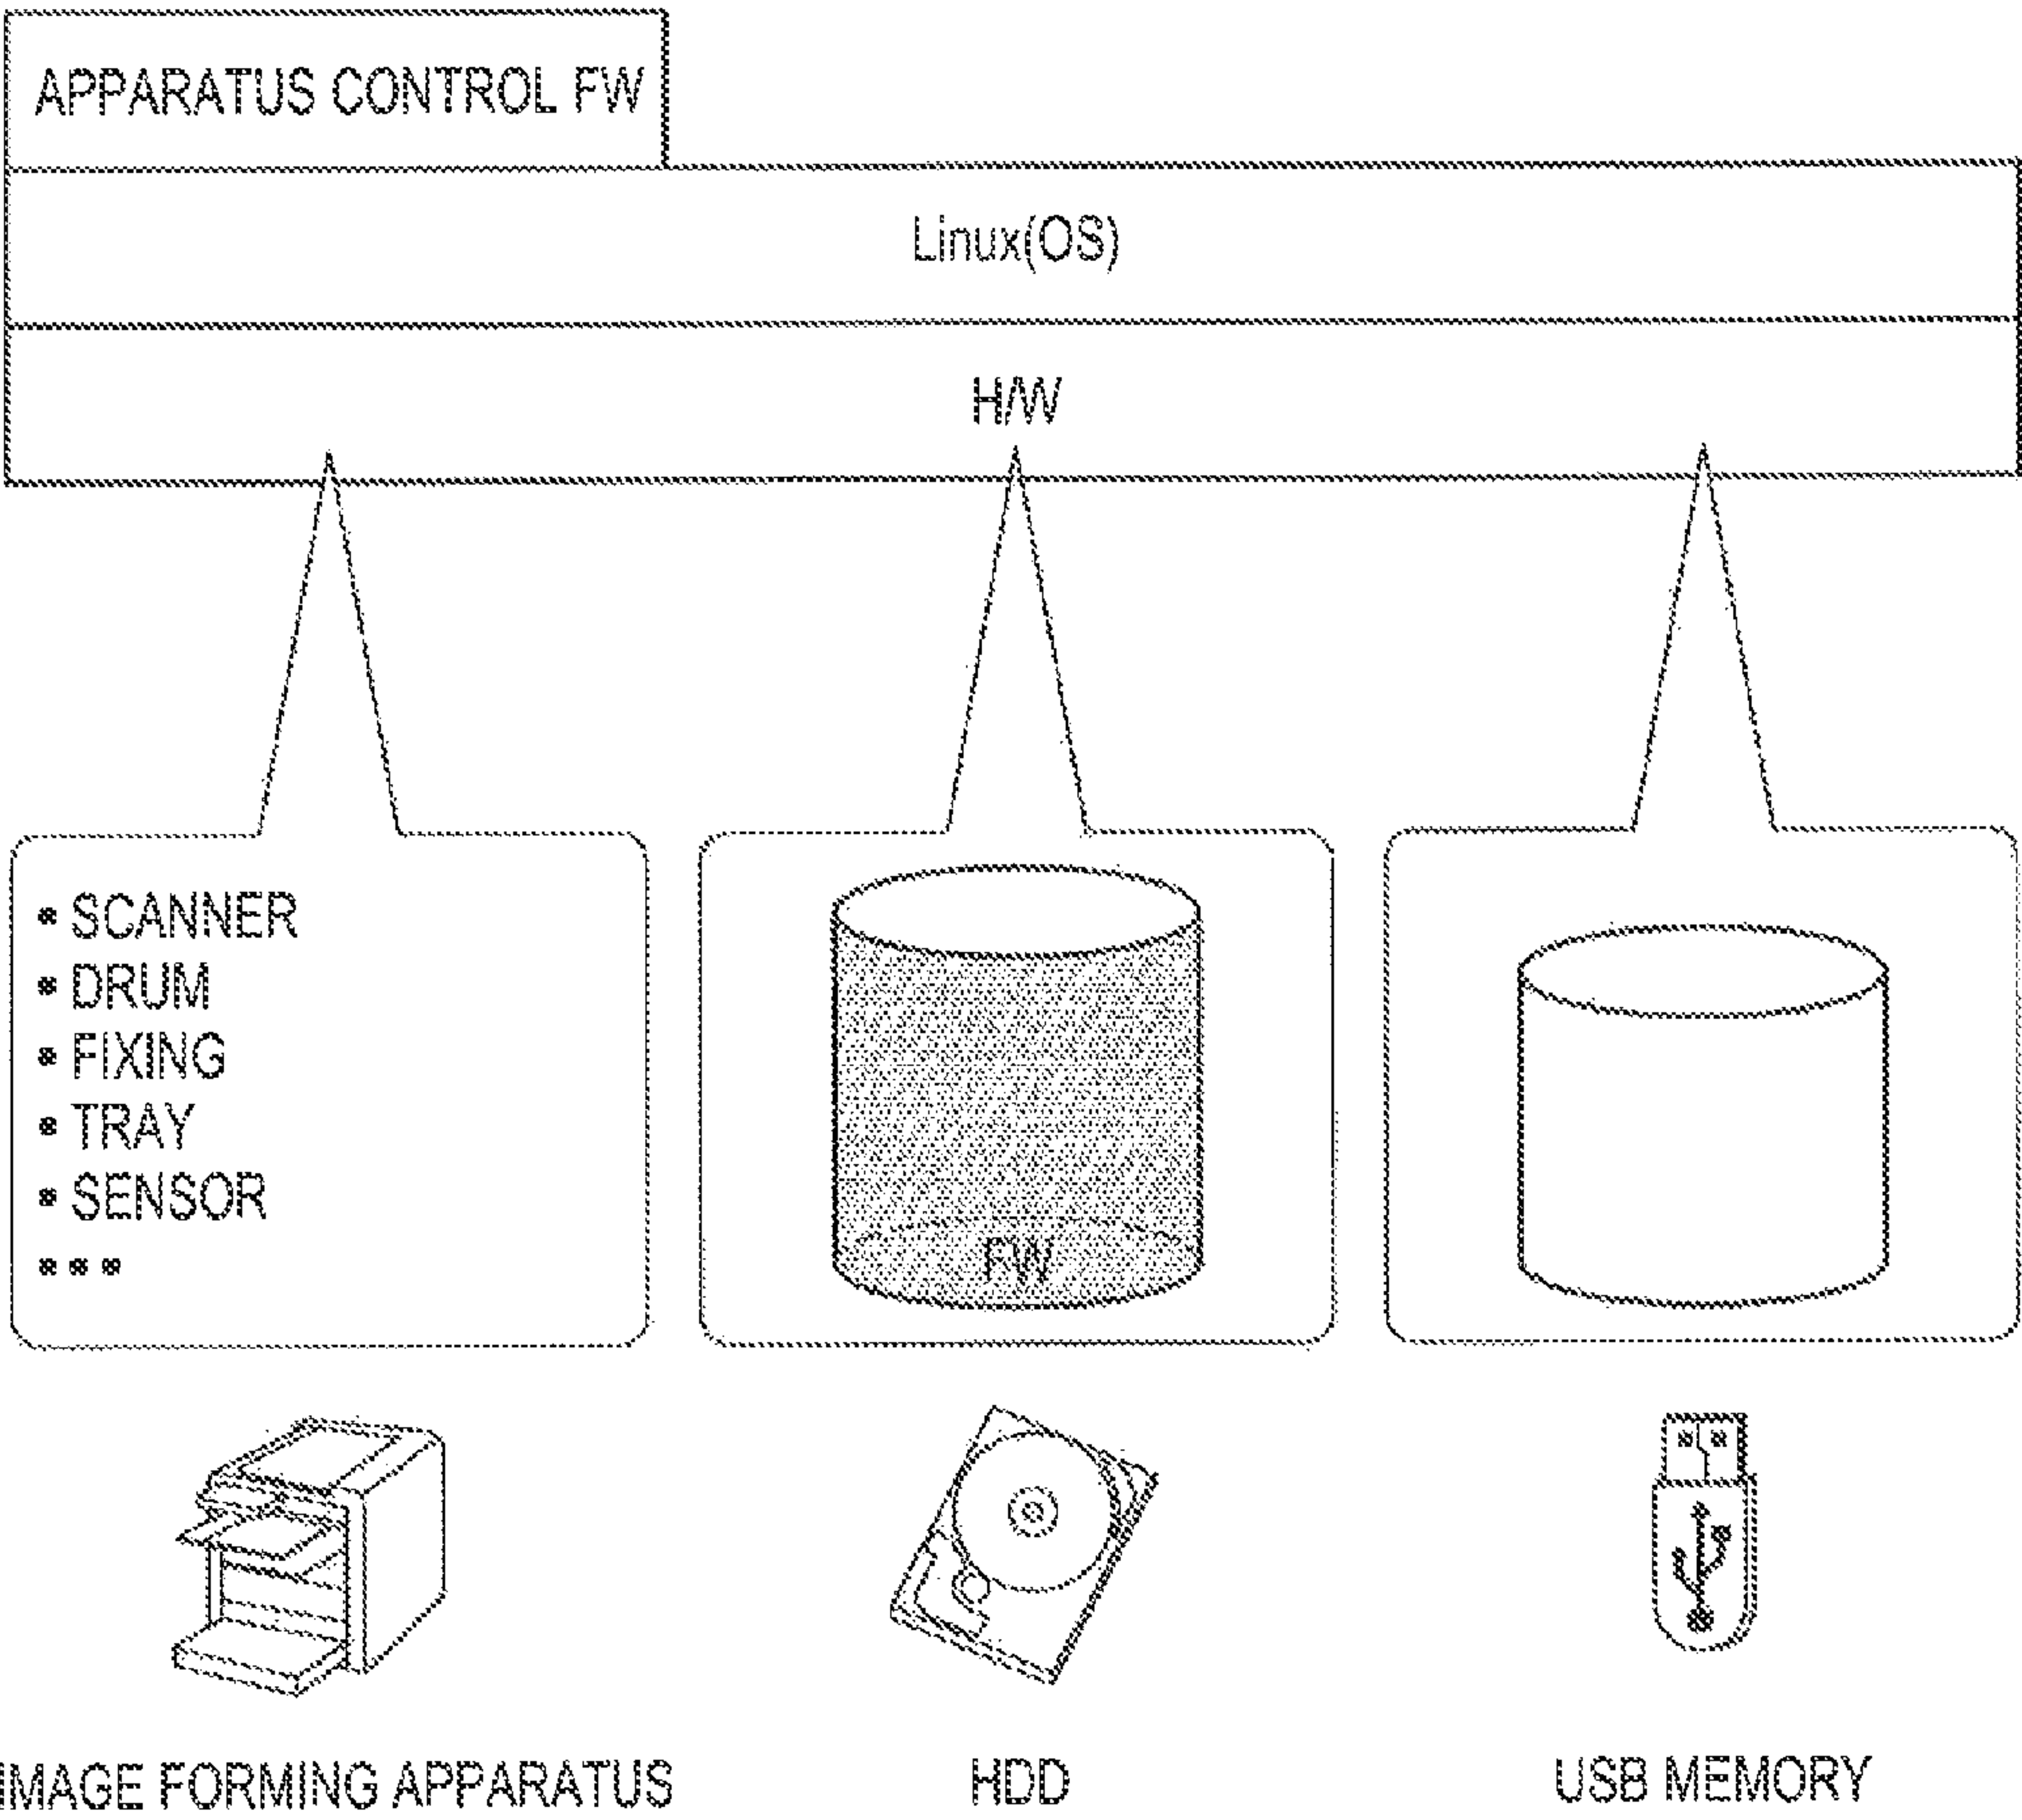 APPARATUS CONTROL FW
Linux(OS)
H/W
• SCANNER
• DRUM
• FIXING
• TRAY
• SENSOR
• • •
FW
IMAGE FORMING APPARATUS
HDD
USB MEMORY